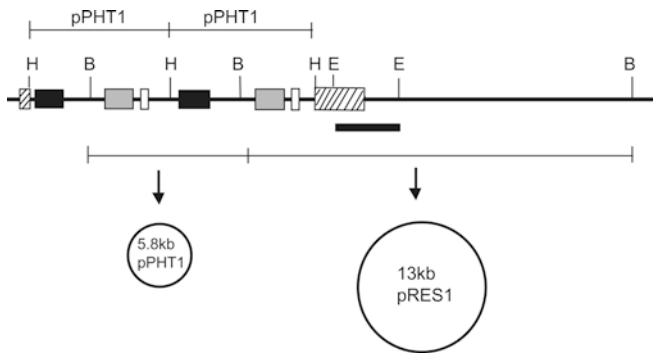 pPHT1 pPHT1
H B H B H E E B
5.8kb
pPHT1
13kb
pRES1